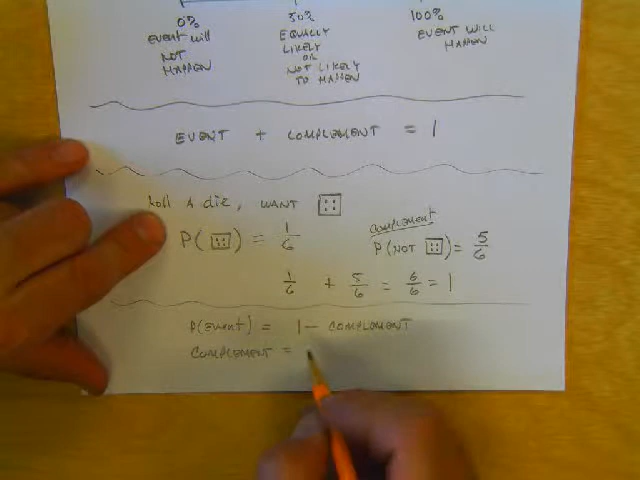 0% 50% 100%
EVENT WILL NOT HAPPEN
EQUALLY LIKELY OR NOT LIKELY TO HAPPEN
EVENT WILL HAPPEN
EVENT + COMPLEMENT = 1
Roll A die, WANT
P( ) = 1/6
COMPLEMENT
P(NOT ) = 5/6
1/6 + 5/6 = 6/6 = 1
P(EVENT) = 1 — COMPLEMENT
COMPLEMENT =